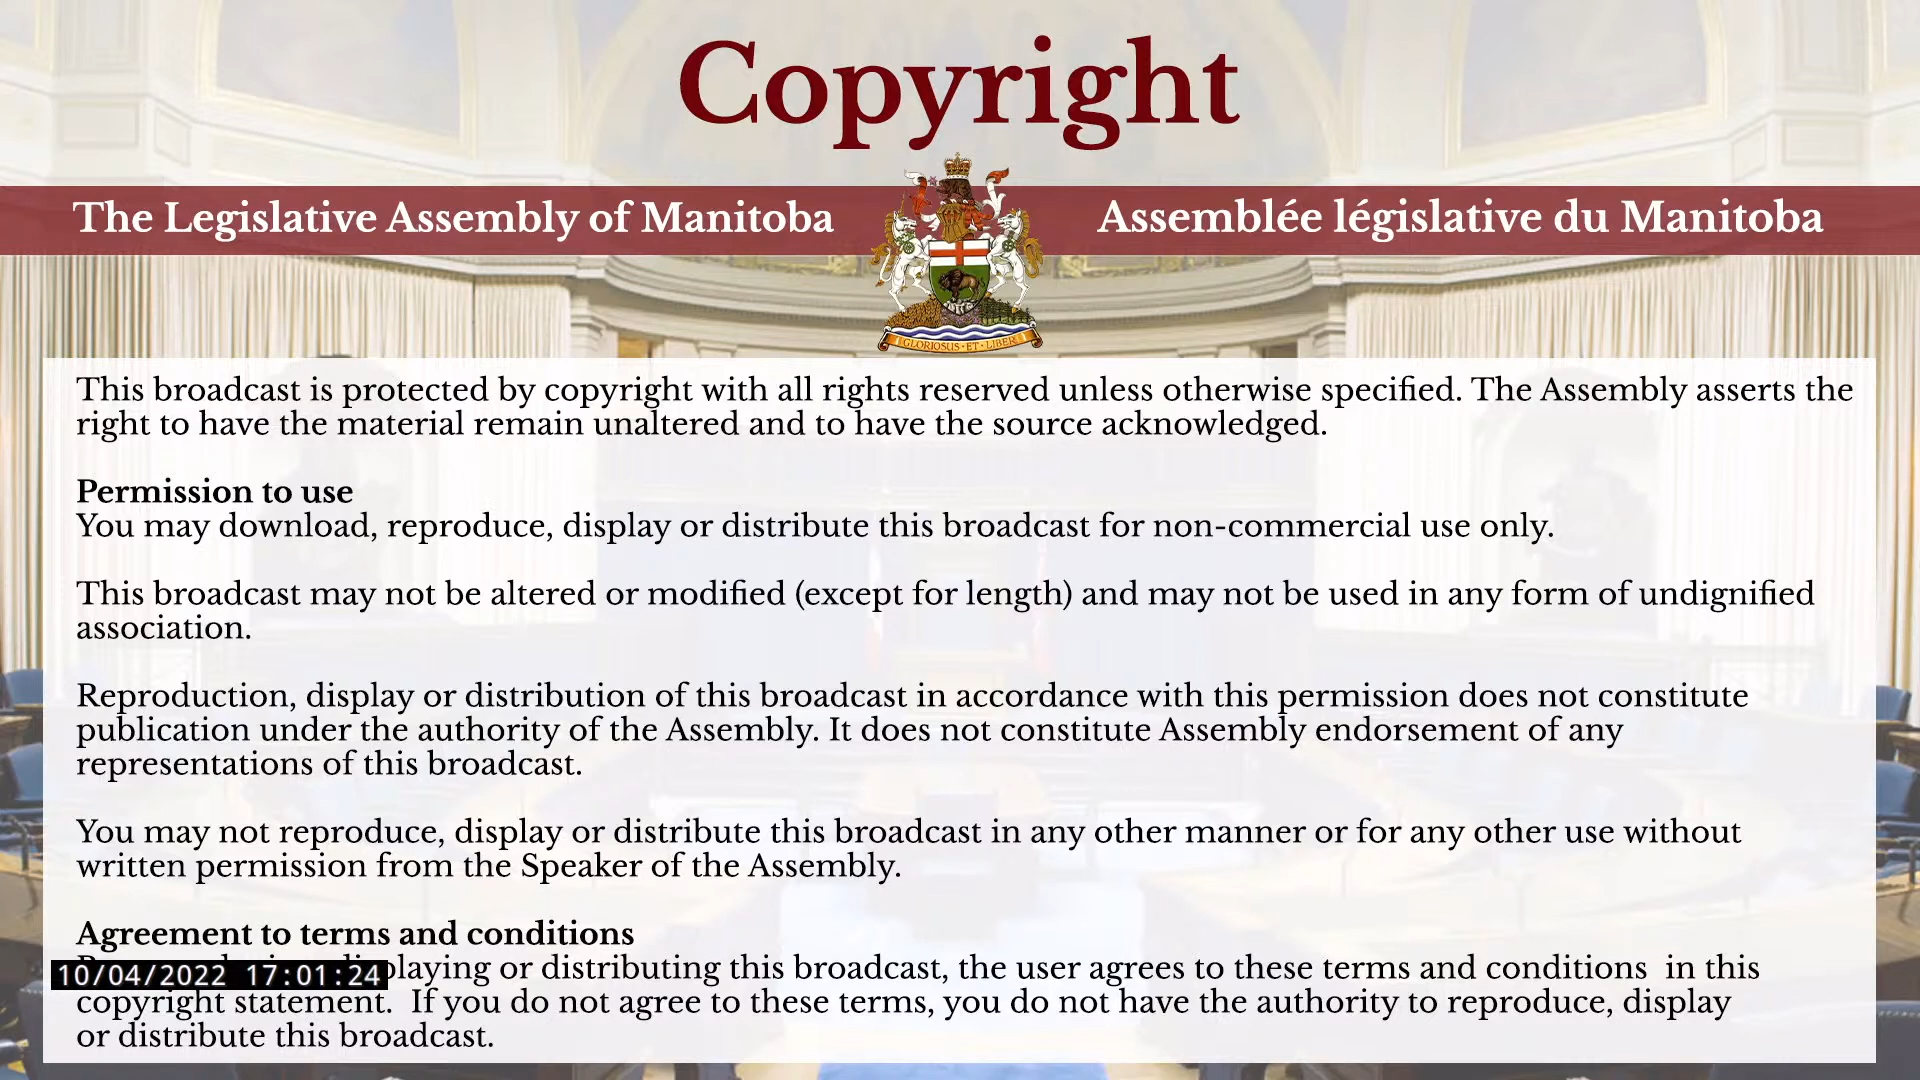 Copyright
The Legislative Assembly of Manitoba
Assemblée législative du Manitoba
GLORIOSUS·ET·LIBER
This broadcast is protected by copyright with all rights reserved unless otherwise specified. The Assembly asserts the
right to have the material remain unaltered and to have the source acknowledged.
Permission to use
You may download, reproduce, display or distribute this broadcast for non-commercial use only.
This broadcast may not be altered or modified (except for length) and may not be used in any form of undignified
association.
Reproduction, display or distribution of this broadcast in accordance with this permission does not constitute
publication under the authority of the Assembly. It does not constitute Assembly endorsement of any
representations of this broadcast.
You may not reproduce, display or distribute this broadcast in any other manner or for any other use without
written permission from the Speaker of the Assembly.
Agreement to terms and conditions
or distributing this broadcast, the user agrees to these terms and conditions  in this
10/04/2022 17:01:24
copyright statement.  If you do not agree to these terms, you do not have the authority to reproduce, display
or distribute this broadcast.